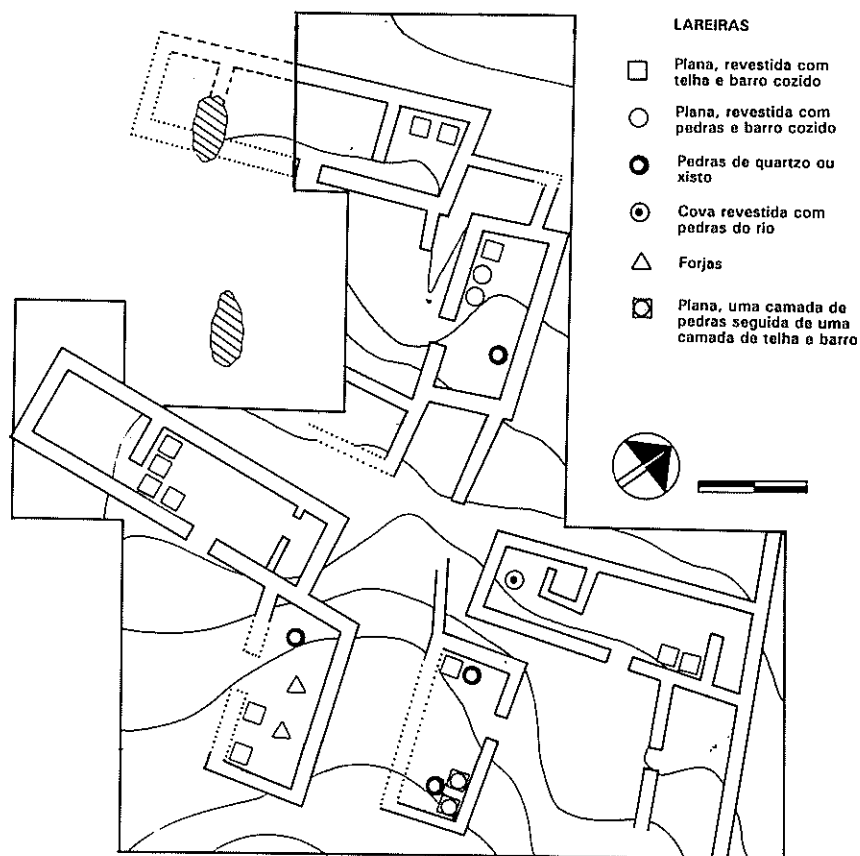 LAREIRAS
Plana, revestida com
telha e barro cozido
Plana, revestida com
pedras e barro cozido
Pedras de quartzo ou
xisto
Cova revestida com
pedras do rio
Forjas
Plana, uma camada de
pedras seguida de uma
camada de telha e barro